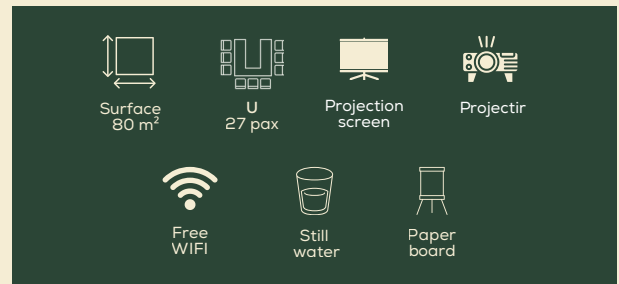 Surface
80 m²
U
27 pax
Projection
screen
Projectir
Free
WIFI
Still
water
Paper
board